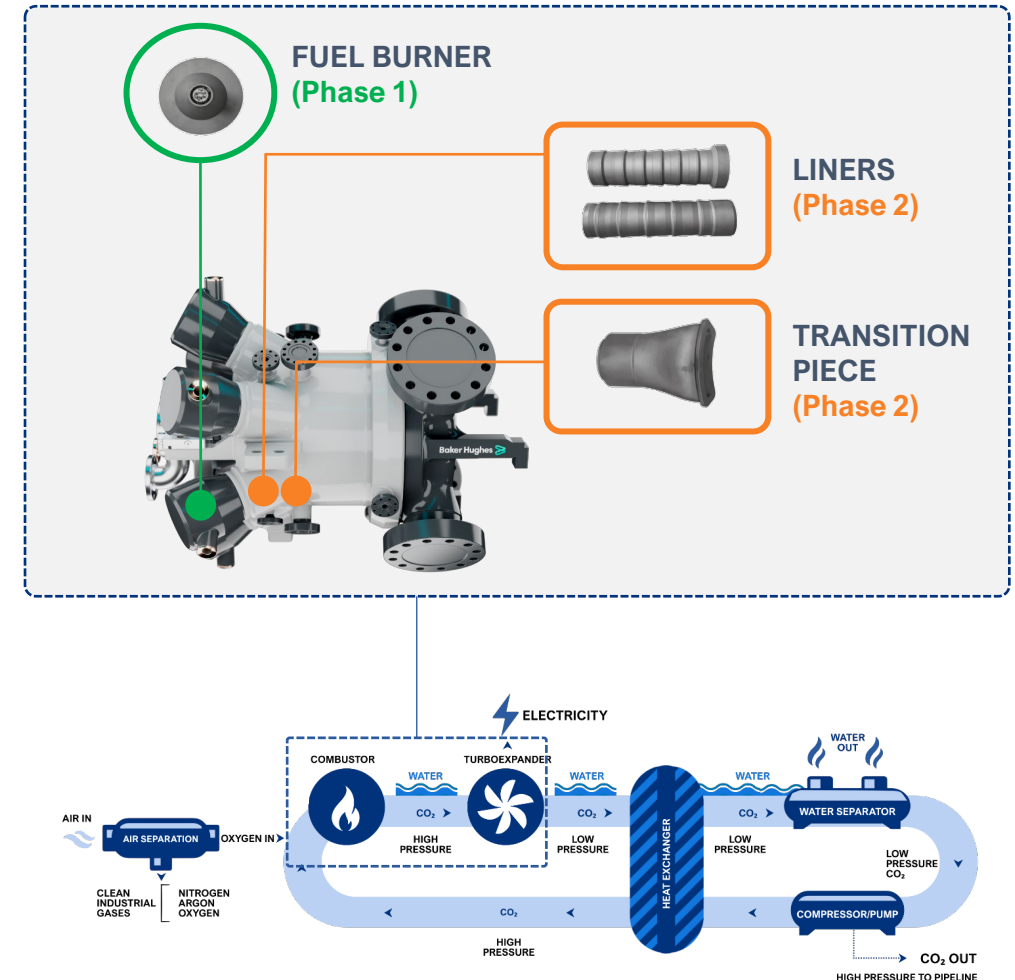 FUEL BURNER
(Phase 1)
LINERS
(Phase 2)
TRANSITION
PIECE
(Phase 2)
Baker Hughes
ELECTRICITY
COMBUSTOR
TURBOEXPANDER
WATER
WATER
WATER
WATER
OUT
CO₂
CO₂
CO₂
WATER SEPARATOR
AIR IN
AIR SEPARATION
OXYGEN IN
HIGH
PRESSURE
LOW
PRESSURE
HEAT EXCHANGER
LOW
PRESSURE
LOW
PRESSURE
CO₂
CLEAN
INDUSTRIAL
GASES
NITROGEN
ARGON
OXYGEN
CO₂
COMPRESSOR/PUMP
HIGH
PRESSURE
CO₂ OUT
HIGH PRESSURE TO PIPELINE